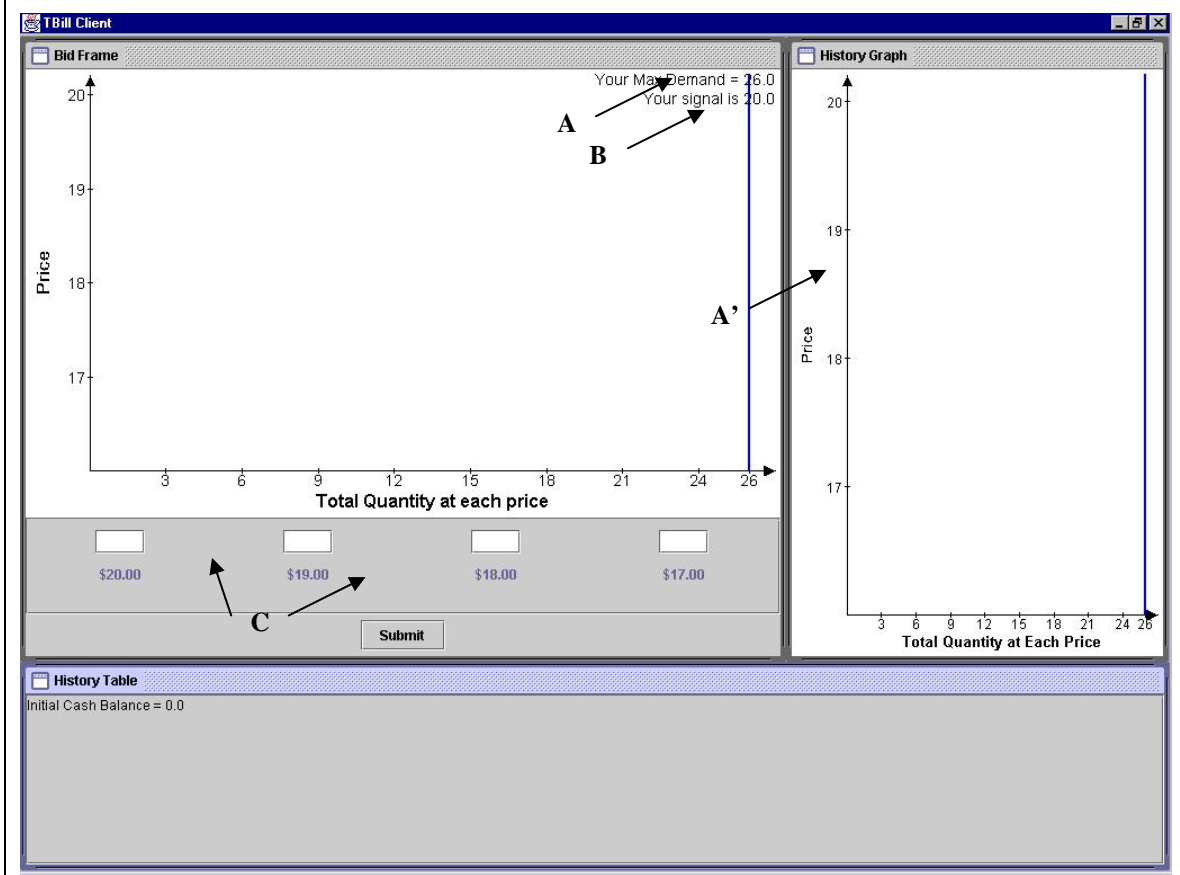 TBill Client
Bid Frame
Your Max Demand = 26.0
Your signal is 20.0
A
B
20
19
18
17
Price
3 6 9 12 15 18 21 24 26
Total Quantity at each price
A’
$20.00 $19.00 $18.00 $17.00
C
Submit
History Graph
20
19
18
17
Price
3 6 9 12 15 18 21 24 26
Total Quantity at Each Price
History Table
Initial Cash Balance = 0.0